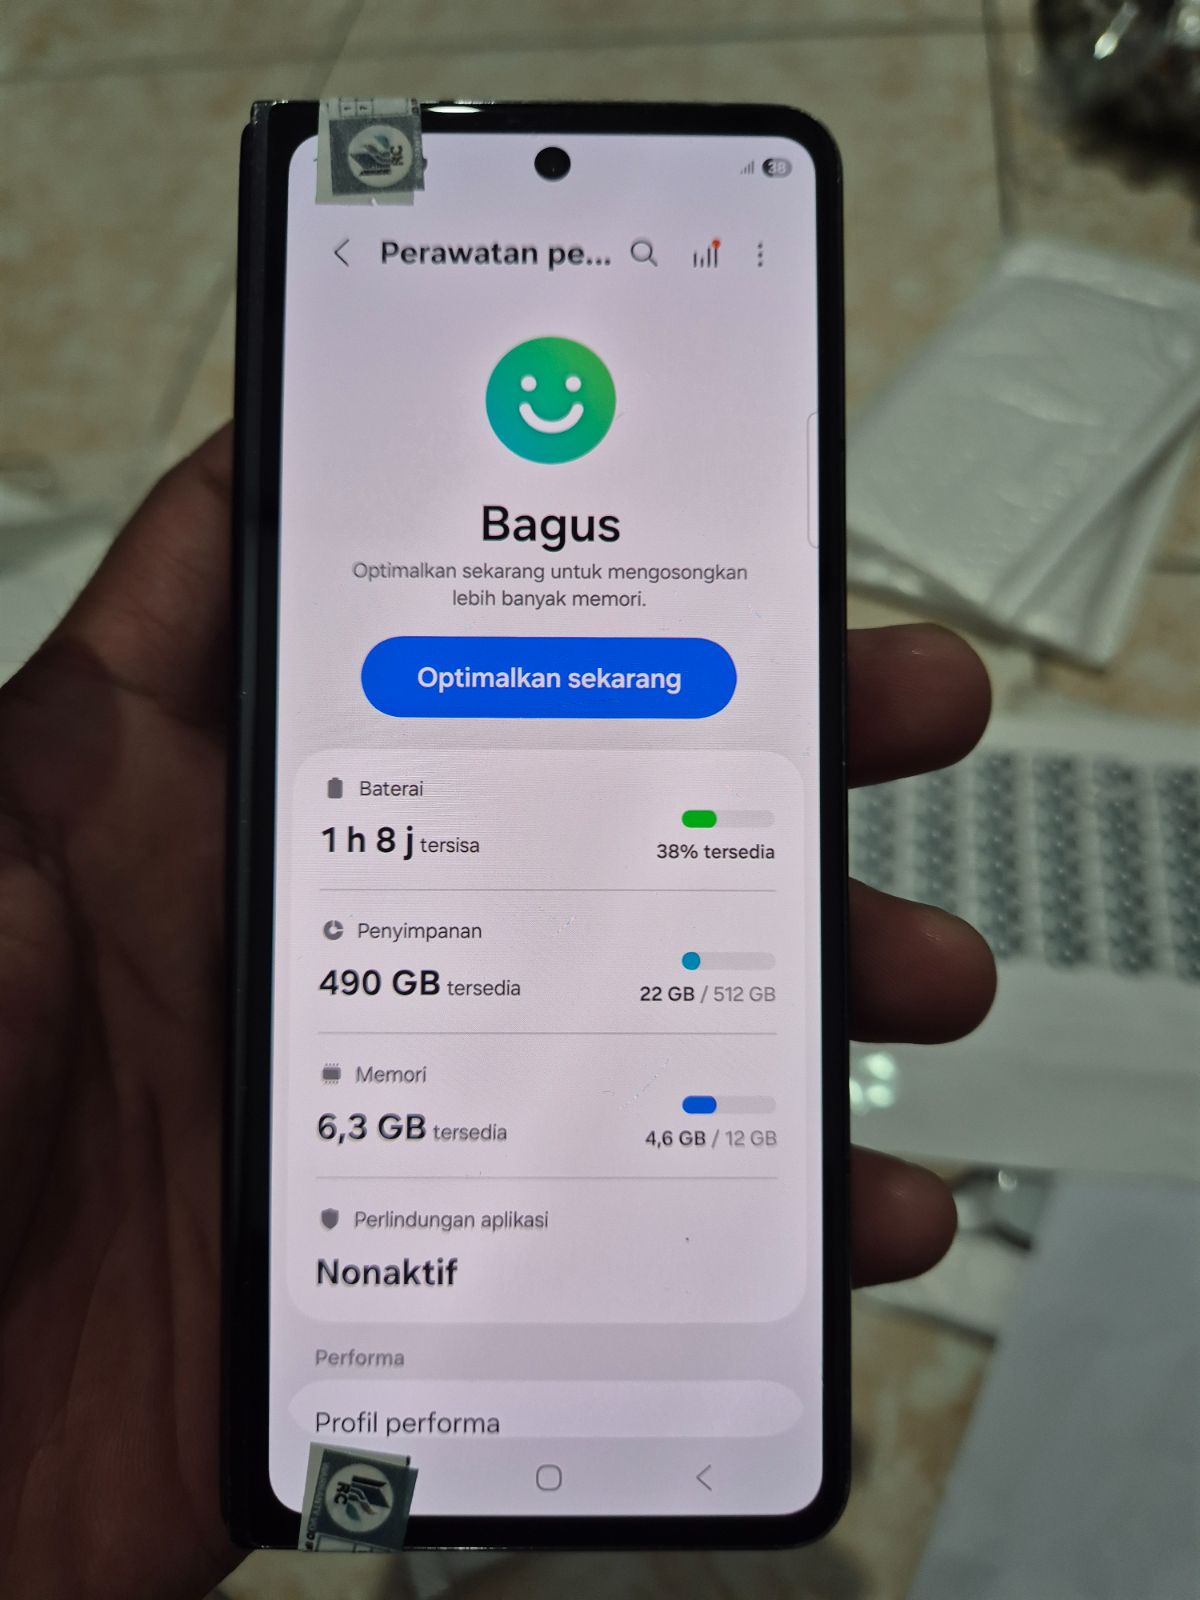 RC
38
Perawatan pe...
Bagus
Optimalkan sekarang untuk mengosongkan
lebih banyak memori.
Optimalkan sekarang
Baterai
1 h 8 j tersisa
38% tersedia
Penyimpanan
490 GB tersedia
22 GB / 512 GB
Memori
6,3 GB tersedia
4,6 GB / 12 GB
Perlindungan aplikasi
Nonaktif
Performa
Profil performa
RC